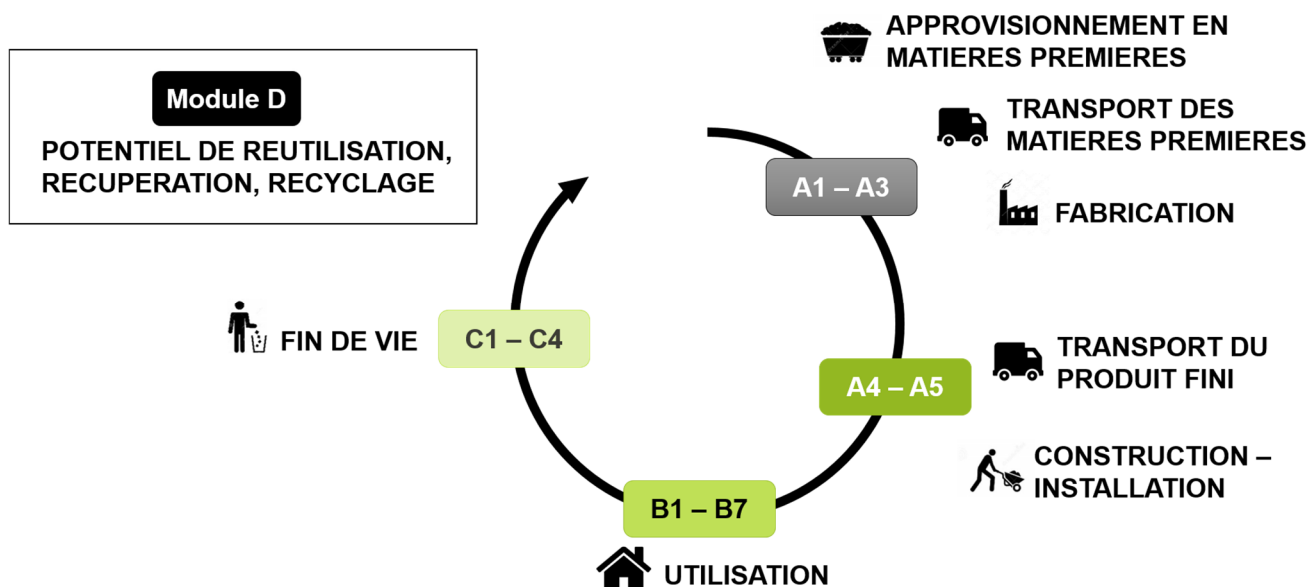 APPROVISIONNEMENT EN
MATIERES PREMIERES
Module D
POTENTIEL DE REUTILISATION,
RECUPERATION, RECYCLAGE
TRANSPORT DES
MATIERES PREMIERES
A1 – A3
FABRICATION
FIN DE VIE
C1 – C4
TRANSPORT DU
PRODUIT FINI
A4 – A5
CONSTRUCTION –
INSTALLATION
B1 – B7
UTILISATION